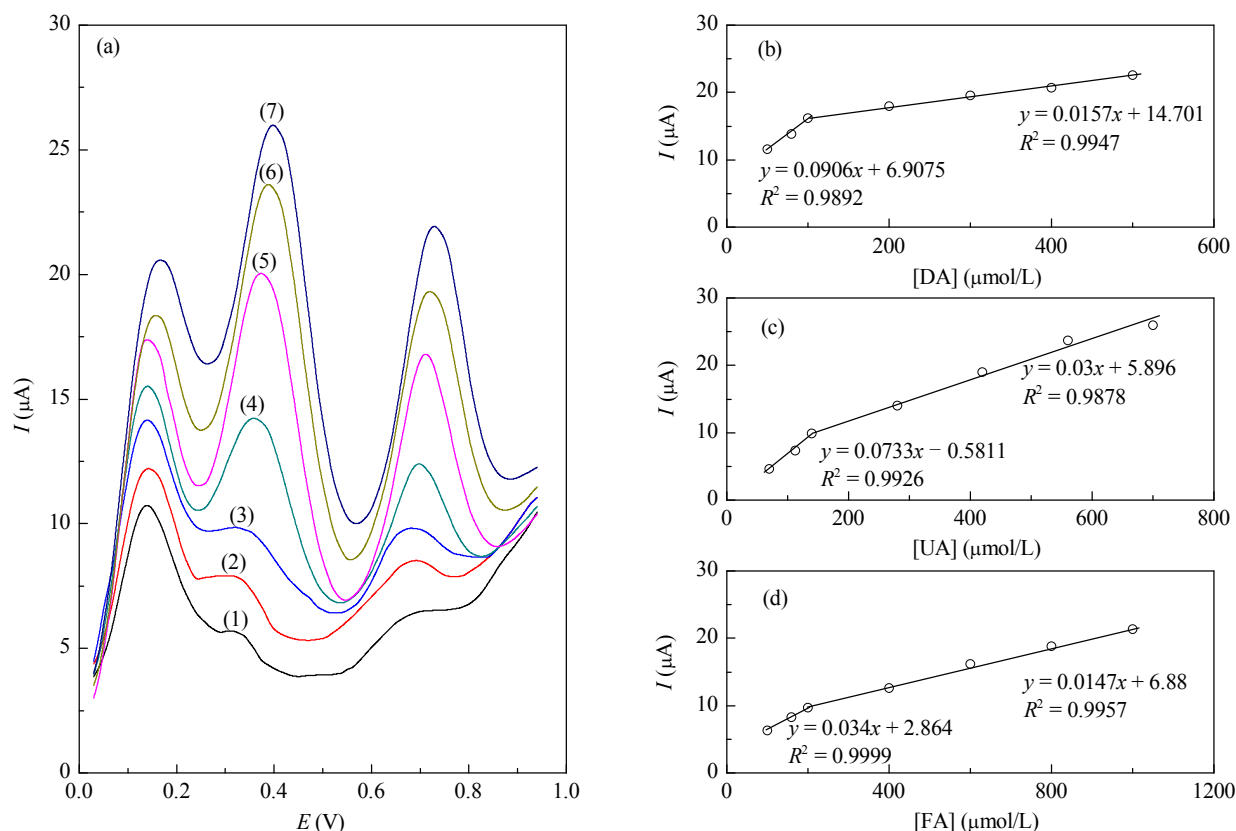 (a)
30
25
20
15
10
5
0
I (μA)
(7)
(6)
(5)
(4)
(3)
(2)
(1)
0.0 0.2 0.4 0.6 0.8 1.0
E (V)
(b)
30
20
10
0
I (μA)
y = 0.0157x + 14.701
R² = 0.9947
y = 0.0906x + 6.9075
R² = 0.9892
0 200 400 600
[DA] (μmol/L)
(c)
30
20
10
0
I (μA)
y = 0.03x + 5.896
R² = 0.9878
y = 0.0733x − 0.5811
R² = 0.9926
0 200 400 600 800
[UA] (μmol/L)
(d)
30
20
10
0
I (μA)
y = 0.0147x + 6.88
R² = 0.9957
y = 0.034x + 2.864
R² = 0.9999
0 400 800 1200
[FA] (μmol/L)